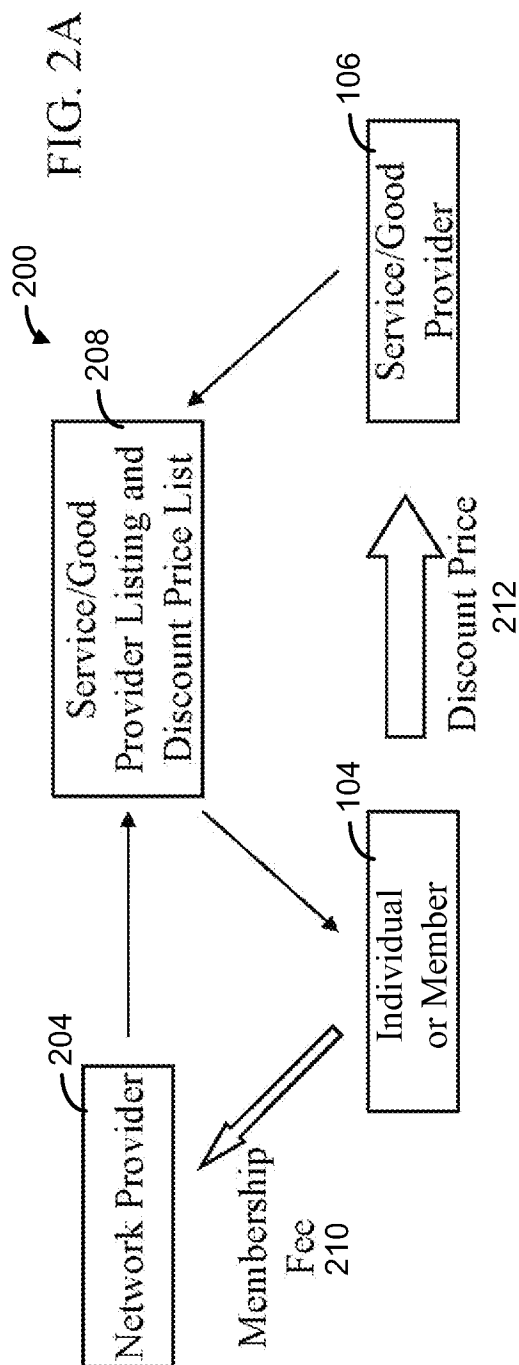 FIG. 2A
200
204
Network Provider
208
Service/Good
Provider Listing and
Discount Price List
Membership
Fee
210
104
Individual
or Member
Discount Price
212
106
Service/Good
Provider